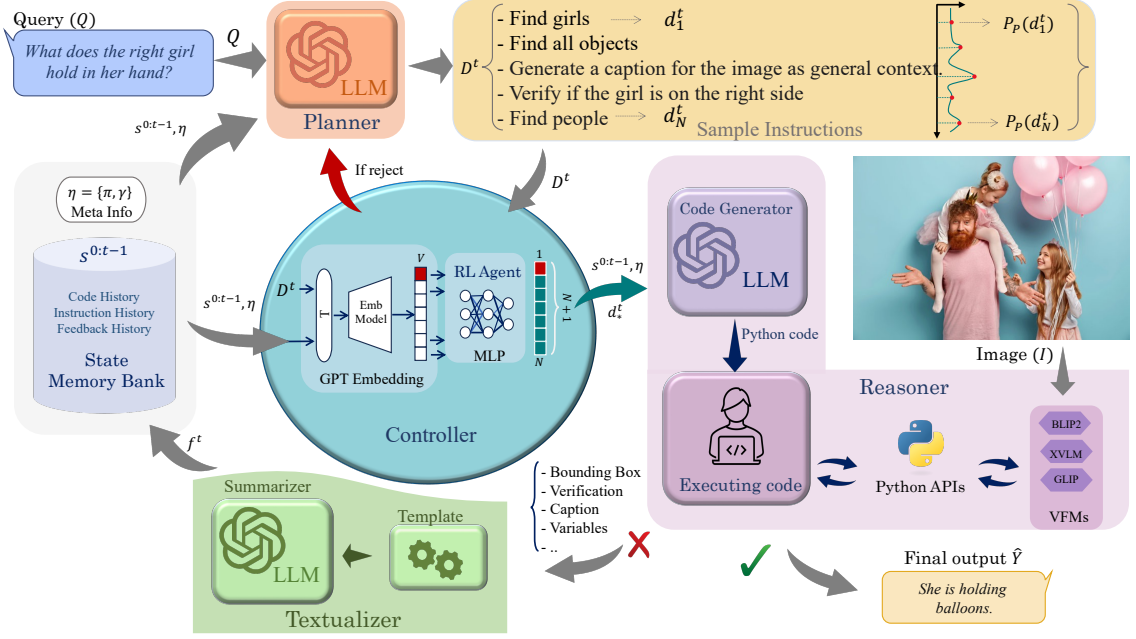 Query (Q)
What does the right girl
hold in her hand?
Q
LLM
Planner
D^t
- Find girls
d_1^t
- Find all objects
- Generate a caption for the image as general context.
- Verify if the girl is on the right side
- Find people
d_N^t
Sample Instructions
P_P(d_1^t)
P_P(d_N^t)
s^{0:t-1}, η
If reject
D^t
η = {π, γ}
Meta Info
s^{0:t-1}
Code History
Instruction History
Feedback History
State
Memory Bank
s^{0:t-1}, η
D^t
T
Emb
Model
V
GPT Embedding
RL Agent
MLP
1
N
N + 1
Controller
s^{0:t-1}, η
d_*^t
Code Generator
LLM
Python code
Executing code
Image (I)
Reasoner
Python APIs
BLIP2
XVLM
GLIP
VFMs
f^t
Summarizer
LLM
Template
Textualizer
- Bounding Box
- Verification
- Caption
- Variables
- ..
Final output Ŷ
She is holding
balloons.